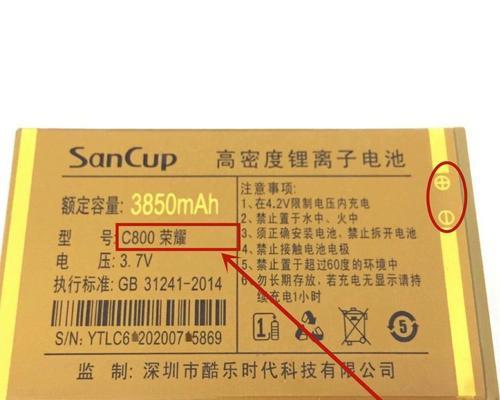 SanCup 高密度锂离子电池
额定容量: 3850mAh
型 号: C800 荣耀
电 压: 3.7V
执行标准: GB 31241-2014
S/N: YTLC6 202007 5869
注意事项:
1、在4.2V限制电压内充电
2、禁止置于水中、火中
3、须正确安装电池、禁止拆开电池
4、禁止接触电池电极
5、禁止置于超过60度的环境中
6、勿长期存放，若充电无显示请持
续充电1小时
1
5
监 制: 深圳市酷乐时代科技有限公司
⊕
⊖